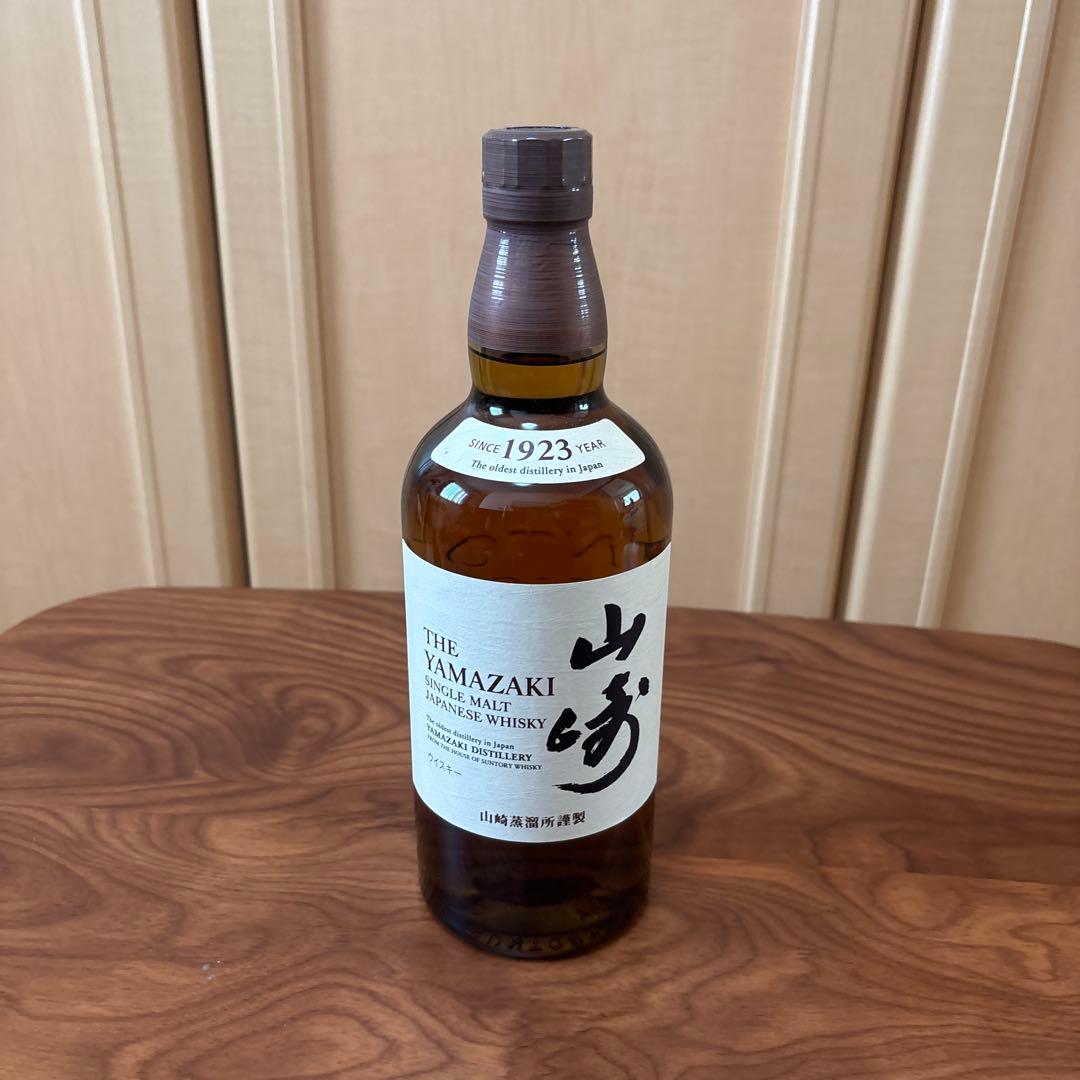 SINCE 1923 YEAR
The oldest distillery in Japan
THE
YAMAZAKI
SINGLE MALT
JAPANESE WHISKY
The oldest distillery in Japan
YAMAZAKI DISTILLERY
FROM THE HOUSE OF SUNTORY WHISKY
ウイスキー
山崎
山崎蒸溜所謹製